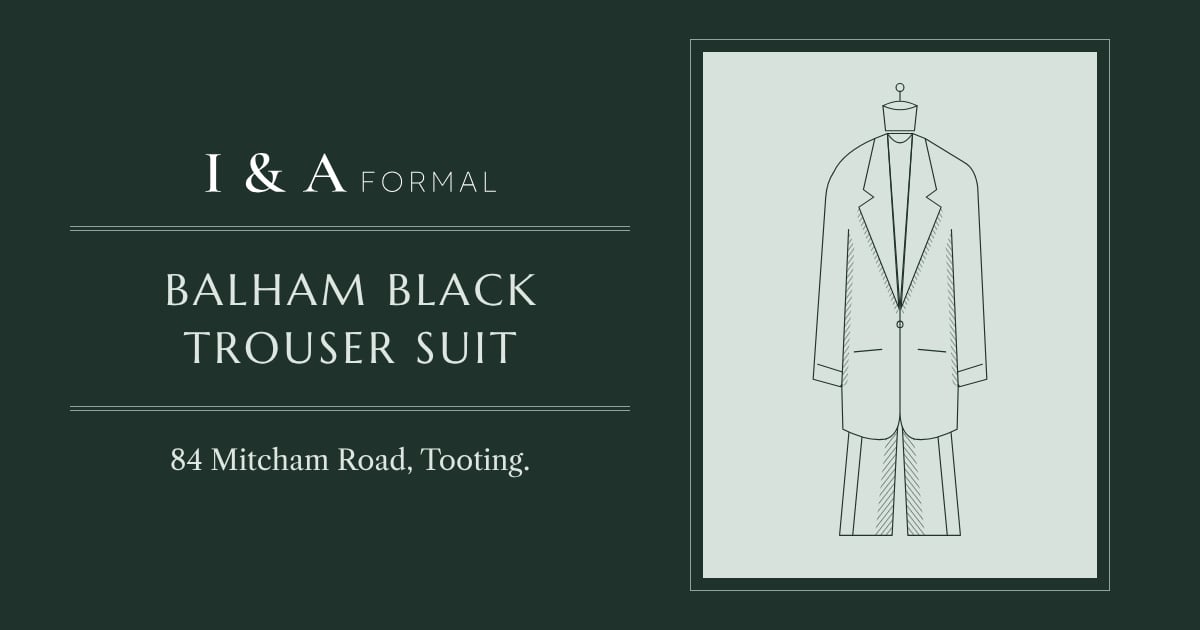 I & A FORMAL
BALHAM BLACK
TROUSER SUIT
84 Mitcham Road, Tooting.